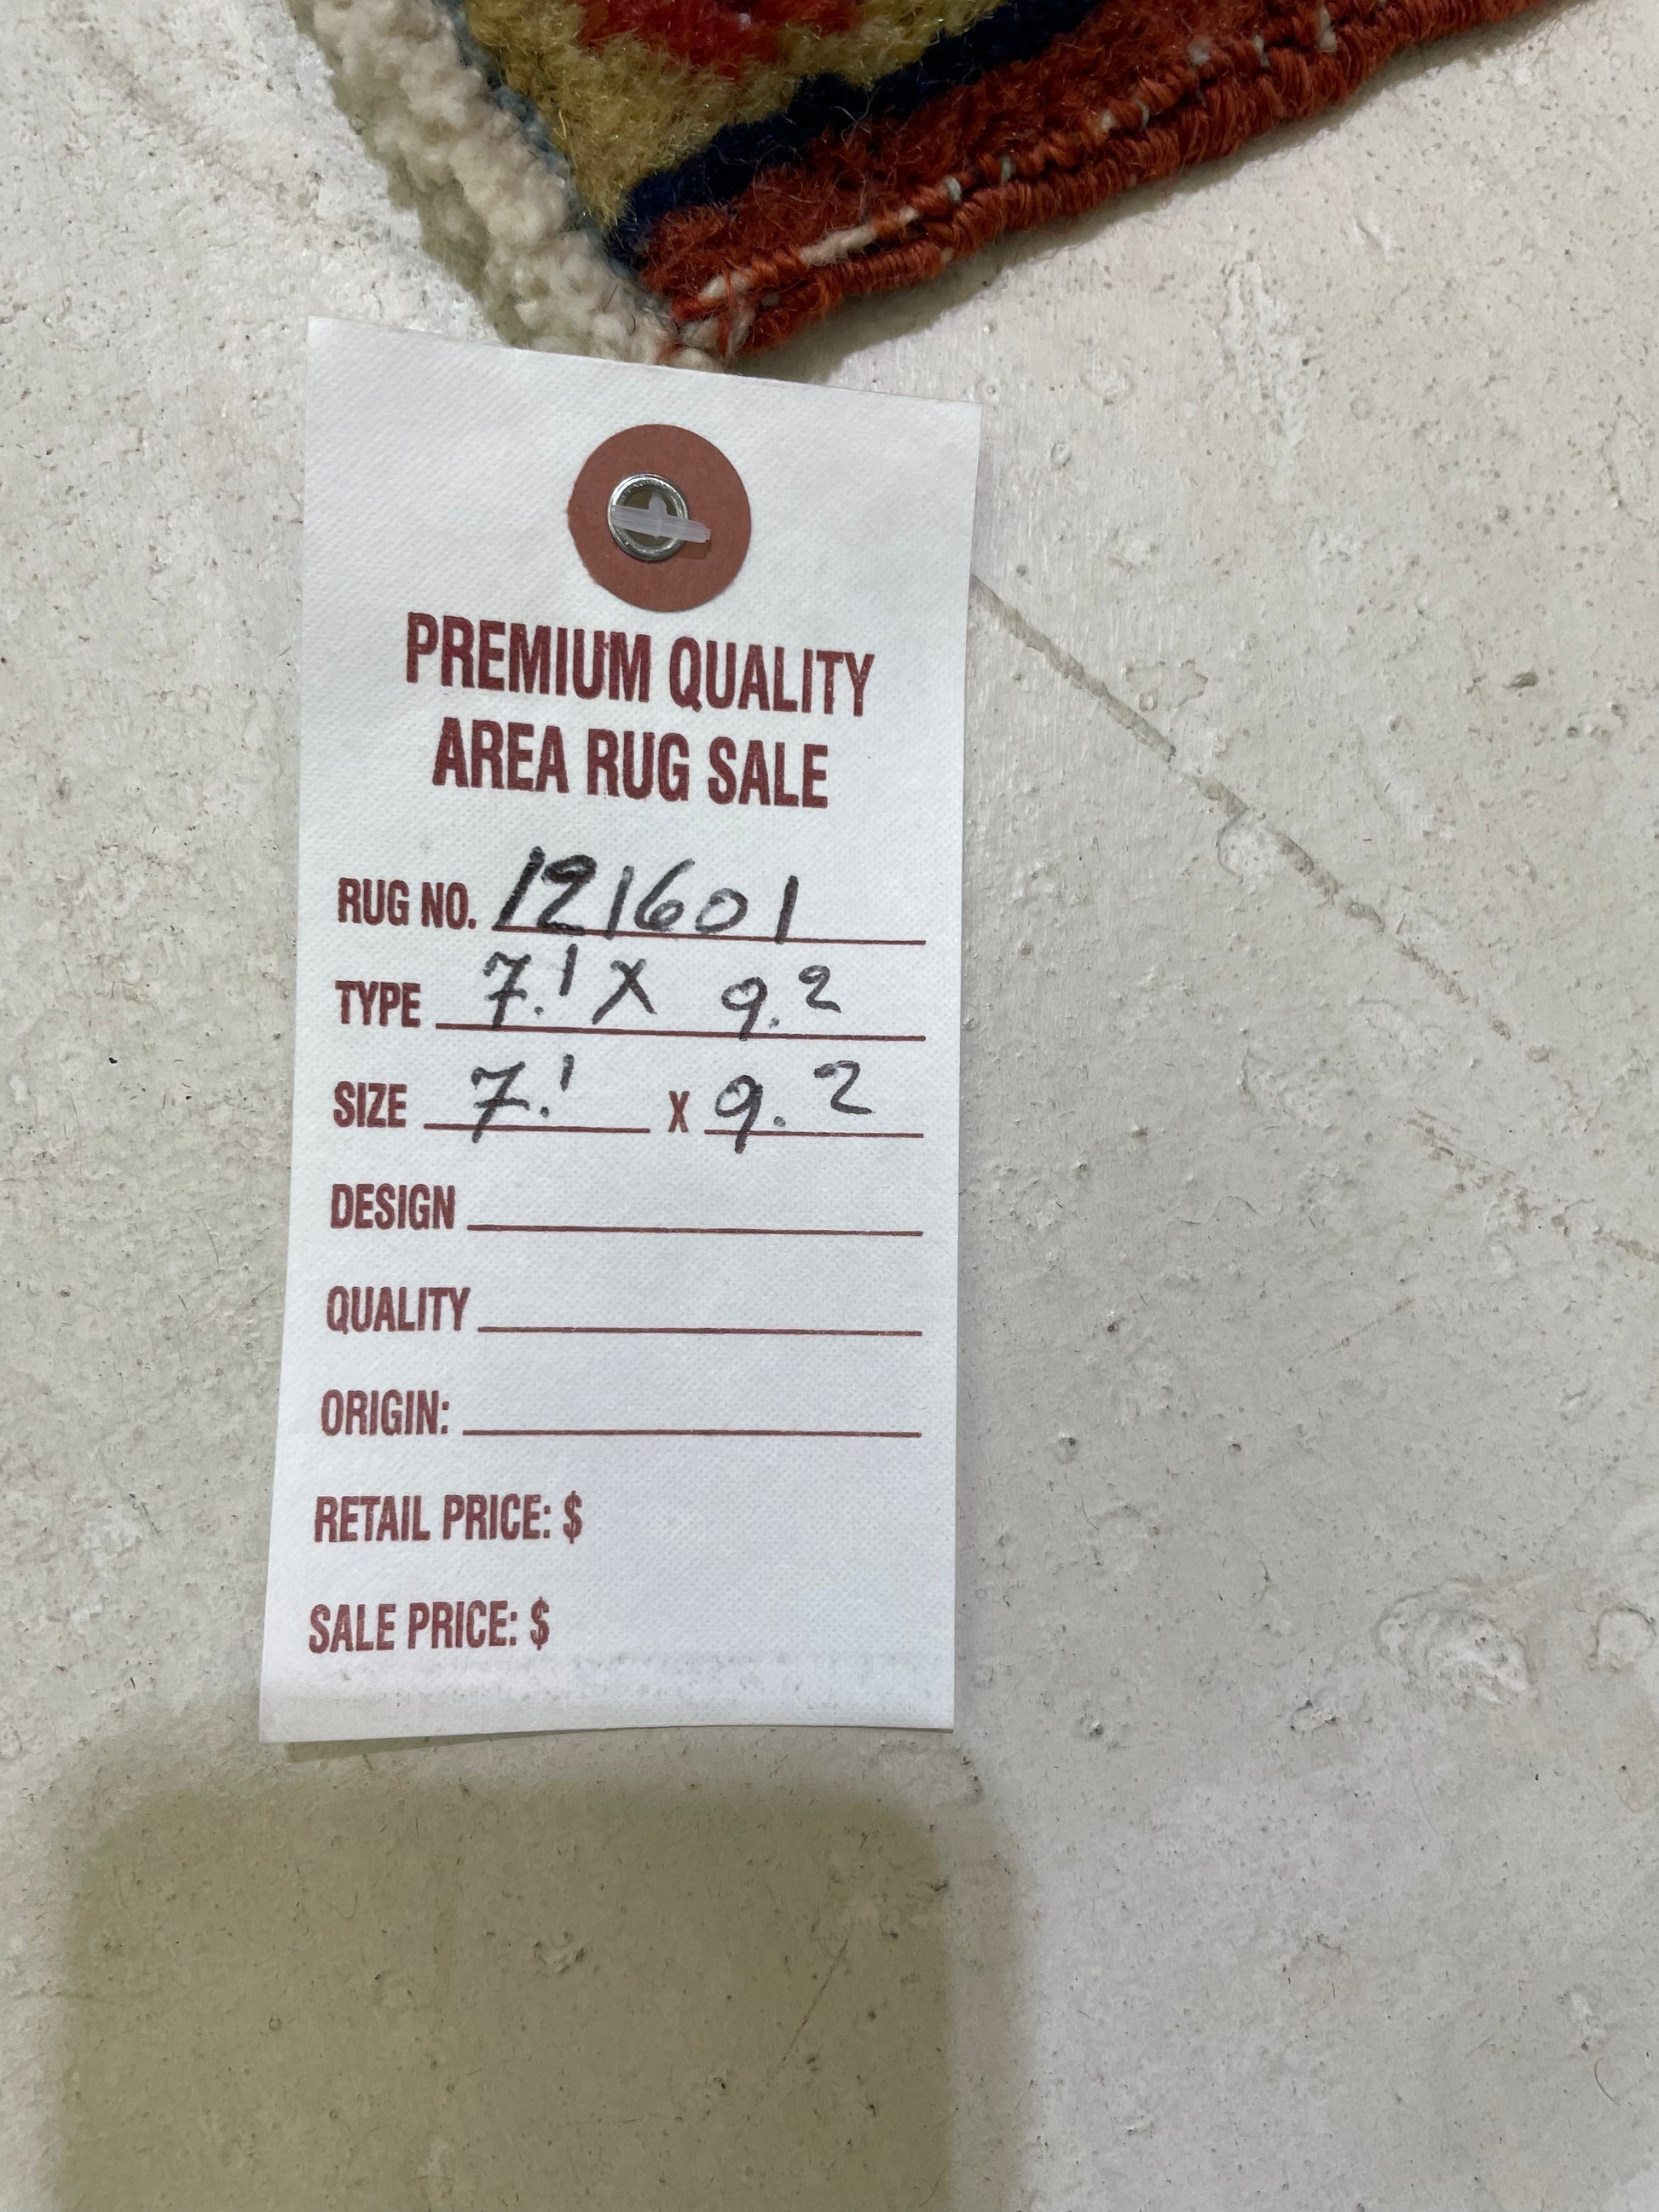 PREMIUM QUALITY
AREA RUG SALE
RUG NO. 121601
TYPE 7.1 X 9.2
SIZE 7.1 X 9.2
DESIGN
QUALITY
ORIGIN:
RETAIL PRICE: $
SALE PRICE: $